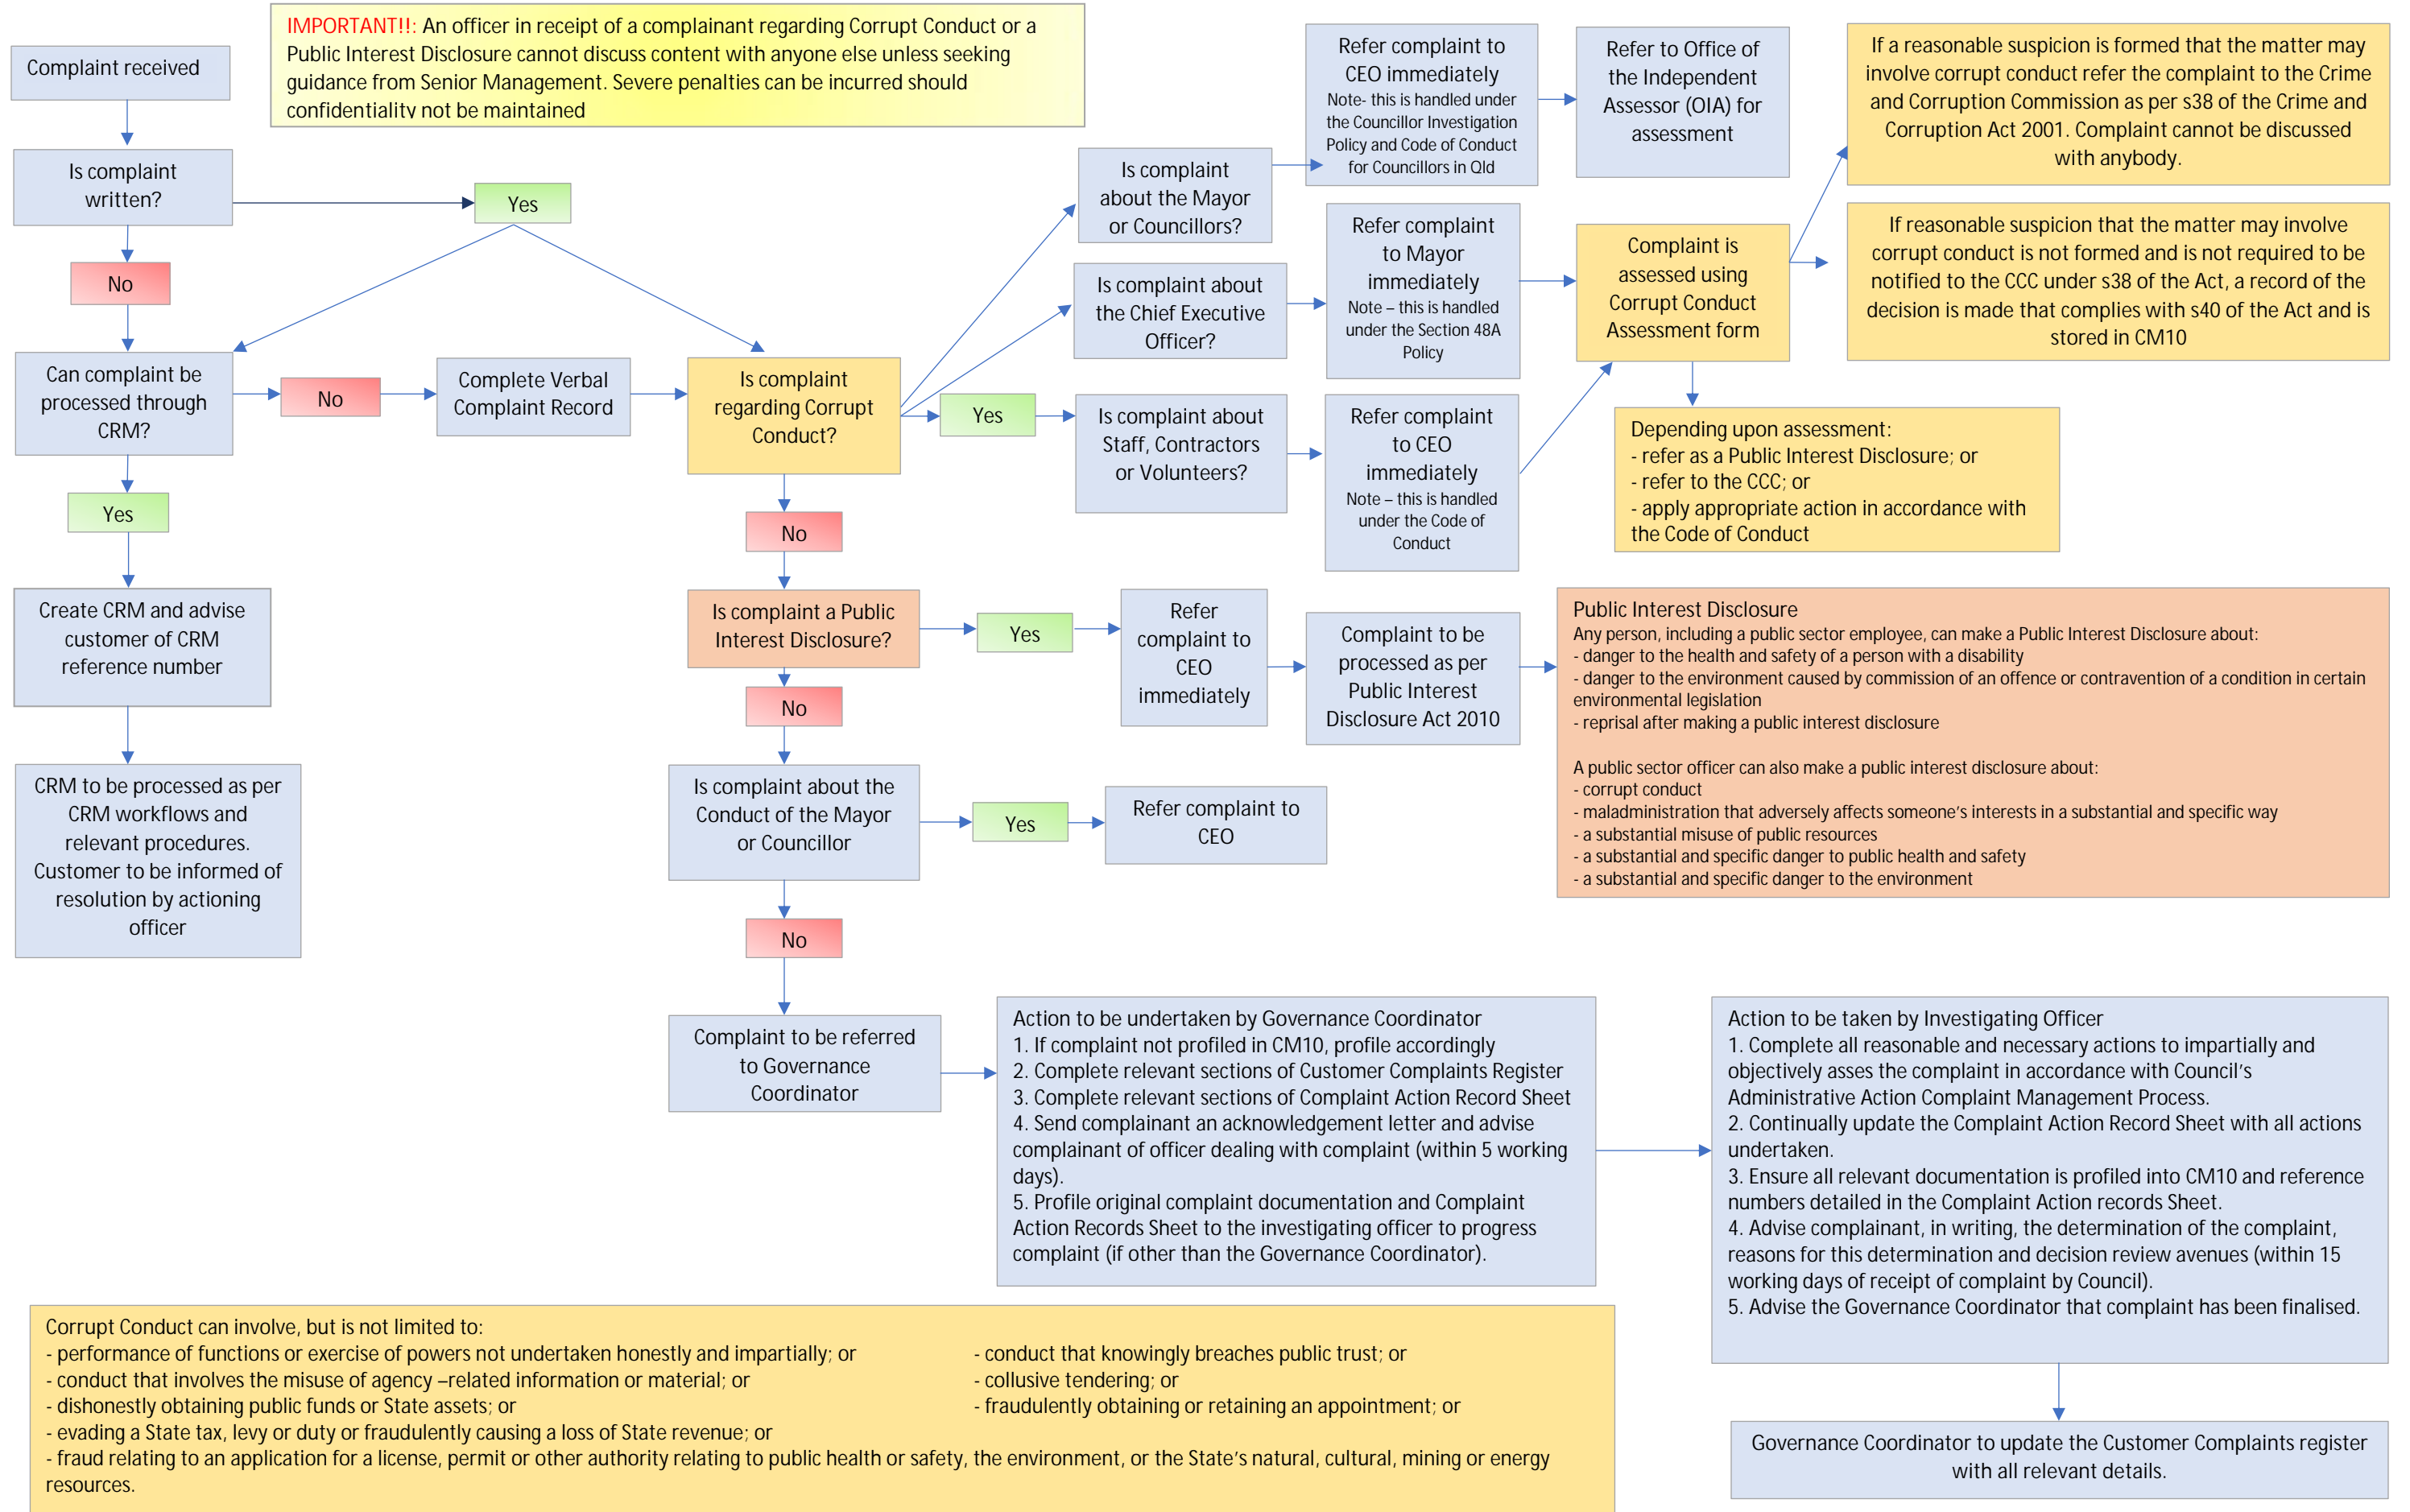 Complaint received
IMPORTANT!!: An officer in receipt of a complainant regarding Corrupt Conduct or a
Public Interest Disclosure cannot discuss content with anyone else unless seeking
guidance from Senior Management. Severe penalties can be incurred should
confidentiality not be maintained
Is complaint
written?
Yes
No
Can complaint be
processed through
CRM?
No
Complete Verbal
Complaint Record
Yes
Create CRM and advise
customer of CRM
reference number
CRM to be processed as per
CRM workflows and
relevant procedures.
Customer to be informed of
resolution by actioning
officer
Is complaint
regarding Corrupt
Conduct?
Yes
Is complaint
about the Mayor
or Councillors?
Refer complaint to
CEO immediately
Note- this is handled under
the Councillor Investigation
Policy and Code of Conduct
for Councillors in Qld
Refer to Office of
the Independent
Assessor (OIA) for
assessment
Is complaint about
the Chief Executive
Officer?
Refer complaint
to Mayor
immediately
Note – this is handled
under the Section 48A
Policy
Is complaint about
Staff, Contractors
or Volunteers?
Refer complaint
to CEO
immediately
Note – this is handled
under the Code of
Conduct
Complaint is
assessed using
Corrupt Conduct
Assessment form
If a reasonable suspicion is formed that the matter may
involve corrupt conduct refer the complaint to the Crime
and Corruption Commission as per s38 of the Crime and
Corruption Act 2001. Complaint cannot be discussed
with anybody.
If reasonable suspicion that the matter may involve
corrupt conduct is not formed and is not required to be
notified to the CCC under s38 of the Act, a record of the
decision is made that complies with s40 of the Act and is
stored in CM10
Depending upon assessment:
- refer as a Public Interest Disclosure; or
- refer to the CCC; or
- apply appropriate action in accordance with
the Code of Conduct
No
Is complaint a Public
Interest Disclosure?
Yes
Refer
complaint to
CEO
immediately
Complaint to be
processed as per
Public Interest
Disclosure Act 2010
Public Interest Disclosure
Any person, including a public sector employee, can make a Public Interest Disclosure about:
- danger to the health and safety of a person with a disability
- danger to the environment caused by commission of an offence or contravention of a condition in certain
environmental legislation
- reprisal after making a public interest disclosure
A public sector officer can also make a public interest disclosure about:
- corrupt conduct
- maladministration that adversely affects someone's interests in a substantial and specific way
- a substantial misuse of public resources
- a substantial and specific danger to public health and safety
- a substantial and specific danger to the environment
No
Is complaint about the
Conduct of the Mayor
or Councillor
Yes
Refer complaint to
CEO
No
Complaint to be referred
to Governance
Coordinator
Action to be undertaken by Governance Coordinator
1. If complaint not profiled in CM10, profile accordingly
2. Complete relevant sections of Customer Complaints Register
3. Complete relevant sections of Complaint Action Record Sheet
4. Send complainant an acknowledgement letter and advise
complainant of officer dealing with complaint (within 5 working
days).
5. Profile original complaint documentation and Complaint
Action Records Sheet to the investigating officer to progress
complaint (if other than the Governance Coordinator).
Action to be taken by Investigating Officer
1. Complete all reasonable and necessary actions to impartially and
objectively asses the complaint in accordance with Council's
Administrative Action Complaint Management Process.
2. Continually update the Complaint Action Record Sheet with all actions
undertaken.
3. Ensure all relevant documentation is profiled into CM10 and reference
numbers detailed in the Complaint Action records Sheet.
4. Advise complainant, in writing, the determination of the complaint,
reasons for this determination and decision review avenues (within 15
working days of receipt of complaint by Council).
5. Advise the Governance Coordinator that complaint has been finalised.
Governance Coordinator to update the Customer Complaints register
with all relevant details.
Corrupt Conduct can involve, but is not limited to:
- performance of functions or exercise of powers not undertaken honestly and impartially; or
- conduct that knowingly breaches public trust; or
- conduct that involves the misuse of agency –related information or material; or
- collusive tendering; or
- dishonestly obtaining public funds or State assets; or
- fraudulently obtaining or retaining an appointment; or
- evading a State tax, levy or duty or fraudulently causing a loss of State revenue; or
- fraud relating to an application for a license, permit or other authority relating to public health or safety, the environment, or the State's natural, cultural, mining or energy
resources.